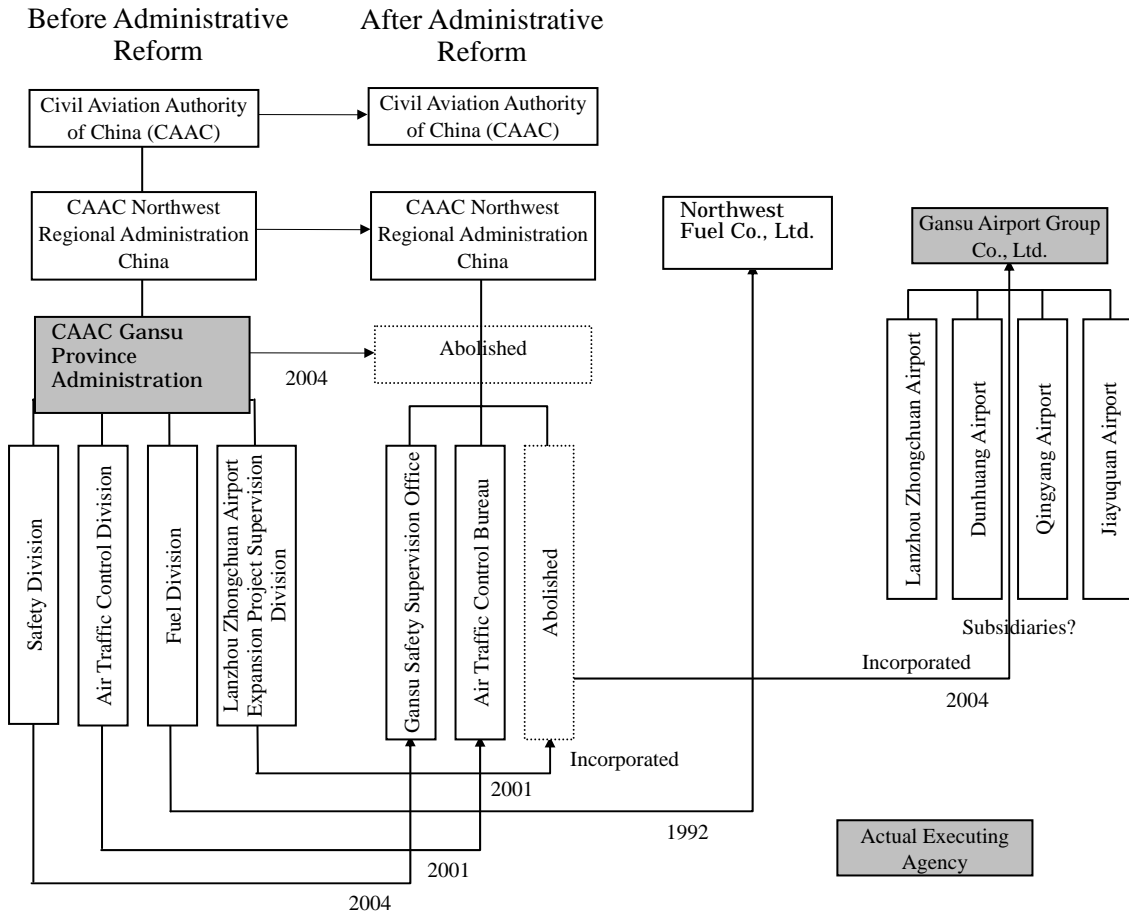 Before Administrative
Reform
After Administrative
Reform
Civil Aviation Authority
of China (CAAC)
Civil Aviation Authority
of China (CAAC)
CAAC Northwest
Regional Administration
China
CAAC Northwest
Regional Administration
China
Northwest
Fuel Co., Ltd.
Gansu Airport Group
Co., Ltd.
CAAC Gansu
Province
Administration
2004
Abolished
Safety Division
Air Traffic Control Division
Fuel Division
Lanzhou Zhongchuan Airport
Expansion Project Supervision
Division
Gansu Safety Supervision Office
Air Traffic Control Bureau
Abolished
Lanzhou Zhongchuan Airport
Dunhuang Airport
Qingyang Airport
Jiayuquan Airport
Subsidiaries?
Incorporated
2004
Incorporated
2001
1992
2001
2004
Actual Executing
Agency